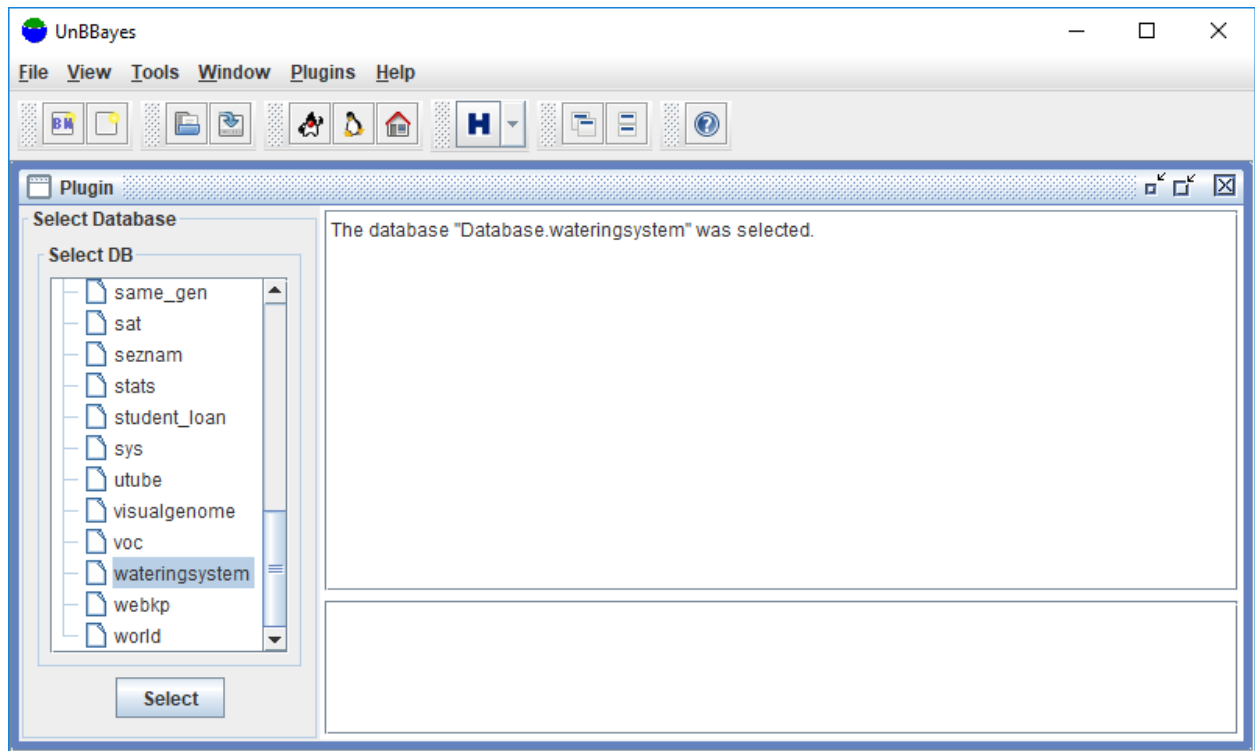 UnBBayes
File View Tools Window Plugins Help
BN
H
Plugin
Select Database
Select DB
same_gen
sat
seznam
stats
student_loan
sys
utube
visualgenome
voc
wateringsystem
webkp
world
Select
The database "Database.wateringsystem" was selected.